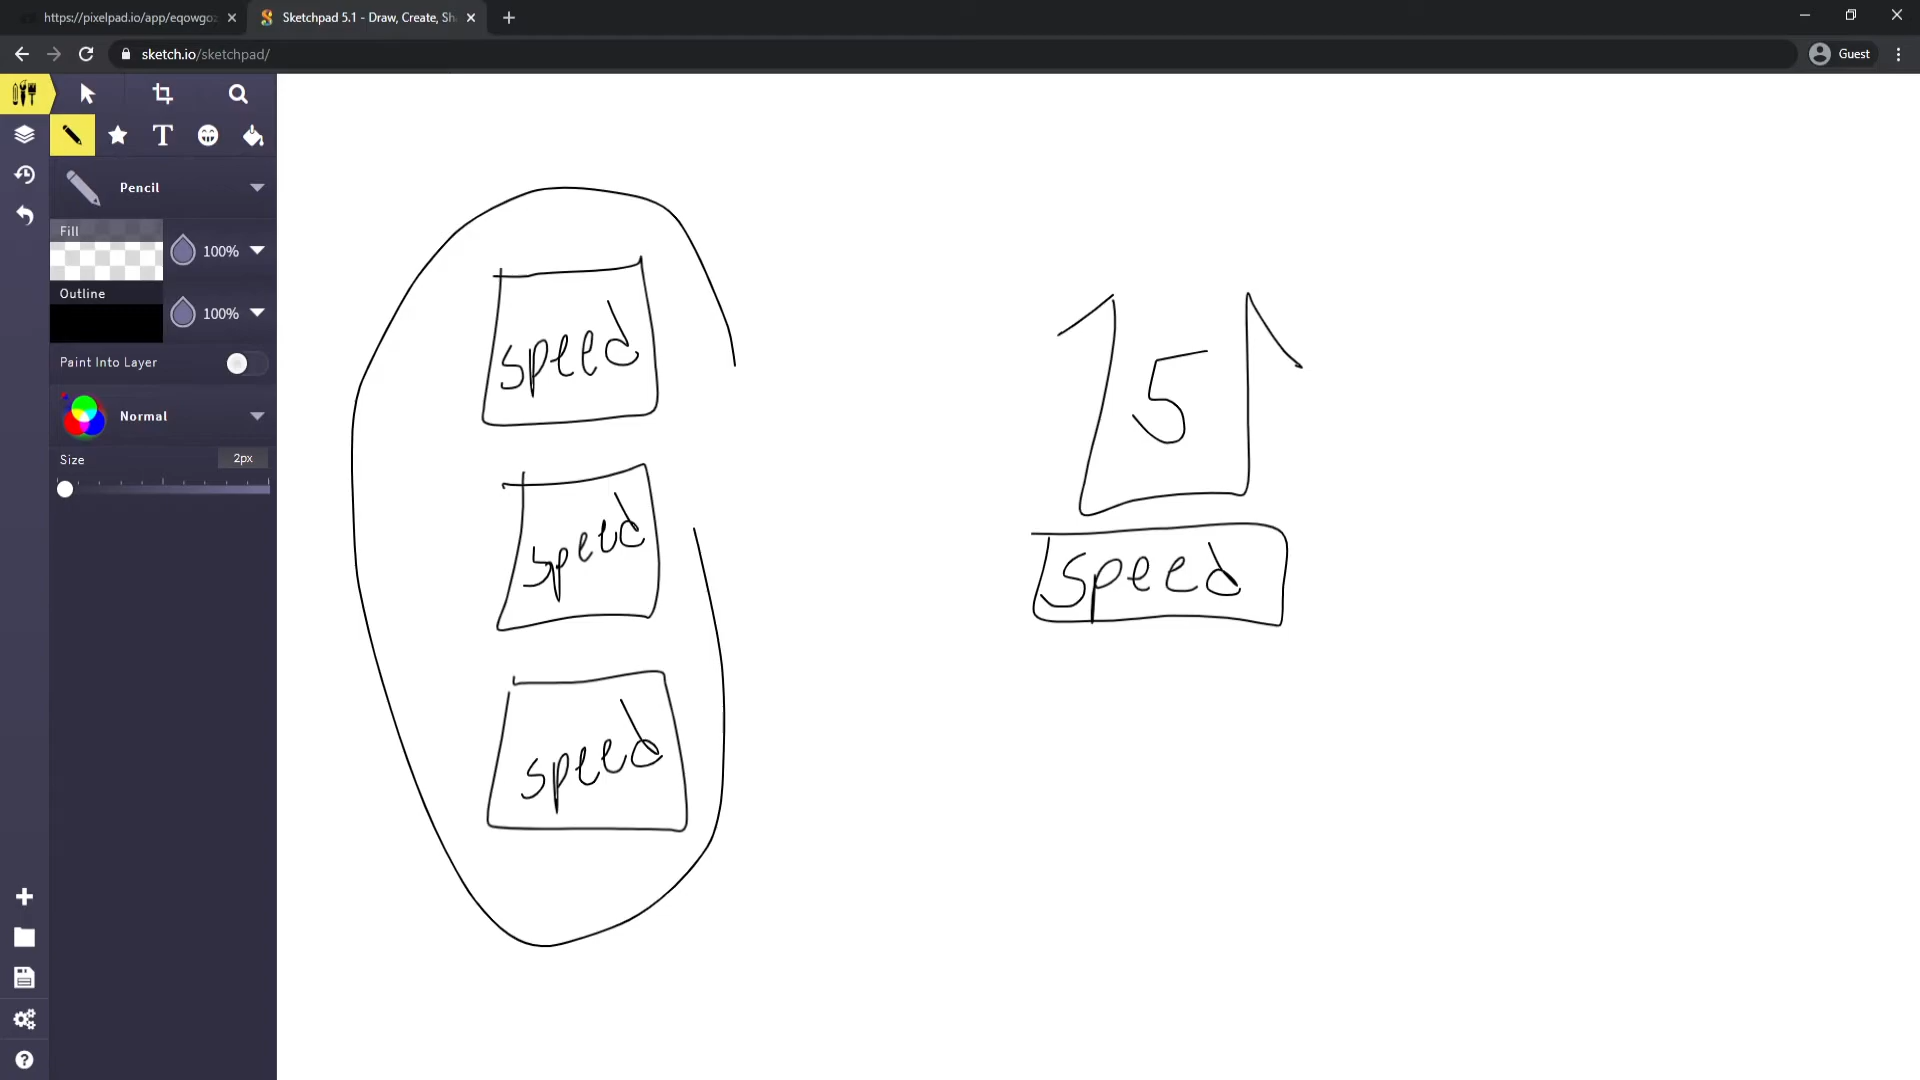 https://pixelpad.io/app/eqowgo
Sketchpad 5.1 - Draw, Create, Sh
sketch.io/sketchpad/
Guest
T
Pencil
Fill
100%
Outline
100%
Paint Into Layer
Normal
Size
2px
speed
speed
speed
5
speed